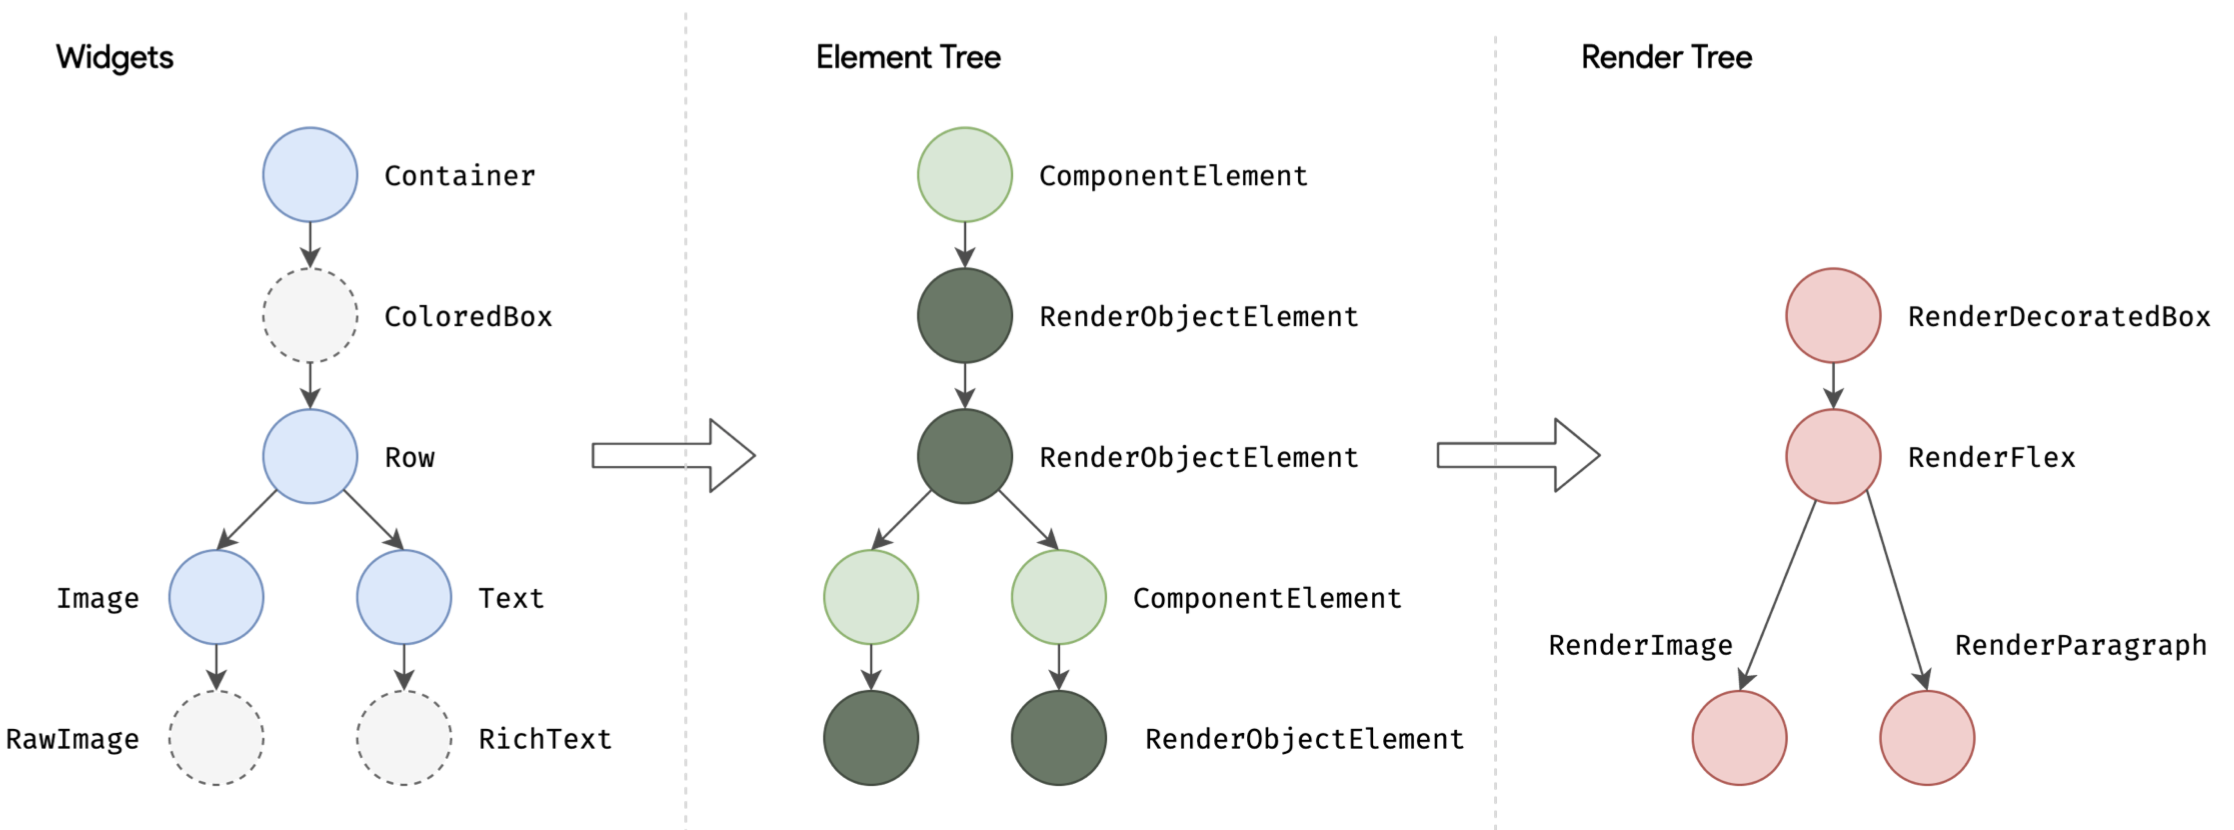 Widgets
Container
ColoredBox
Row
Image
Text
RawImage
RichText
Element Tree
ComponentElement
RenderObjectElement
RenderObjectElement
ComponentElement
RenderObjectElement
Render Tree
RenderDecoratedBox
RenderFlex
RenderImage
RenderParagraph